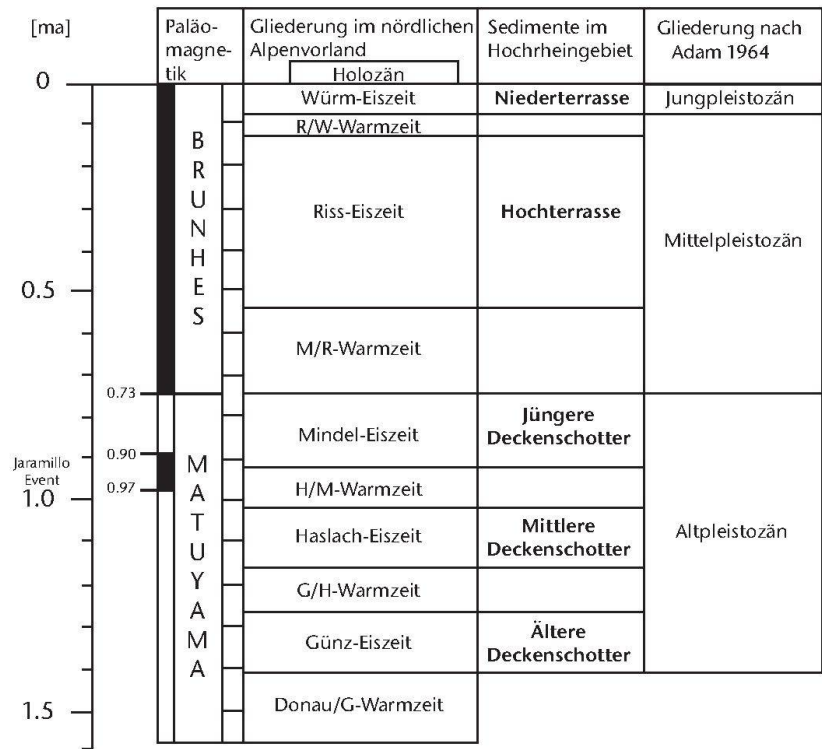 [ma]
Paläo-
magne-
tik
Gliederung im nördlichen
Alpenvorland
Holozän
Sedimente im
Hochrheingebiet
Gliederung nach
Adam 1964
0
Würm-Eiszeit
Niederterrasse
Jungpleistozän
R/W-Warmzeit
BRUNHES
Riss-Eiszeit
Hochterrasse
Mittelpleistozän
0.5
M/R-Warmzeit
0.73
Mindel-Eiszeit
Jüngere
Deckenschotter
0.90
Jaramillo
Event
0.97
1.0
MATUYAMA
H/M-Warmzeit
Haslach-Eiszeit
Mittlere
Deckenschotter
Altpleistozän
G/H-Warmzeit
Günz-Eiszeit
Ältere
Deckenschotter
Donau/G-Warmzeit
1.5